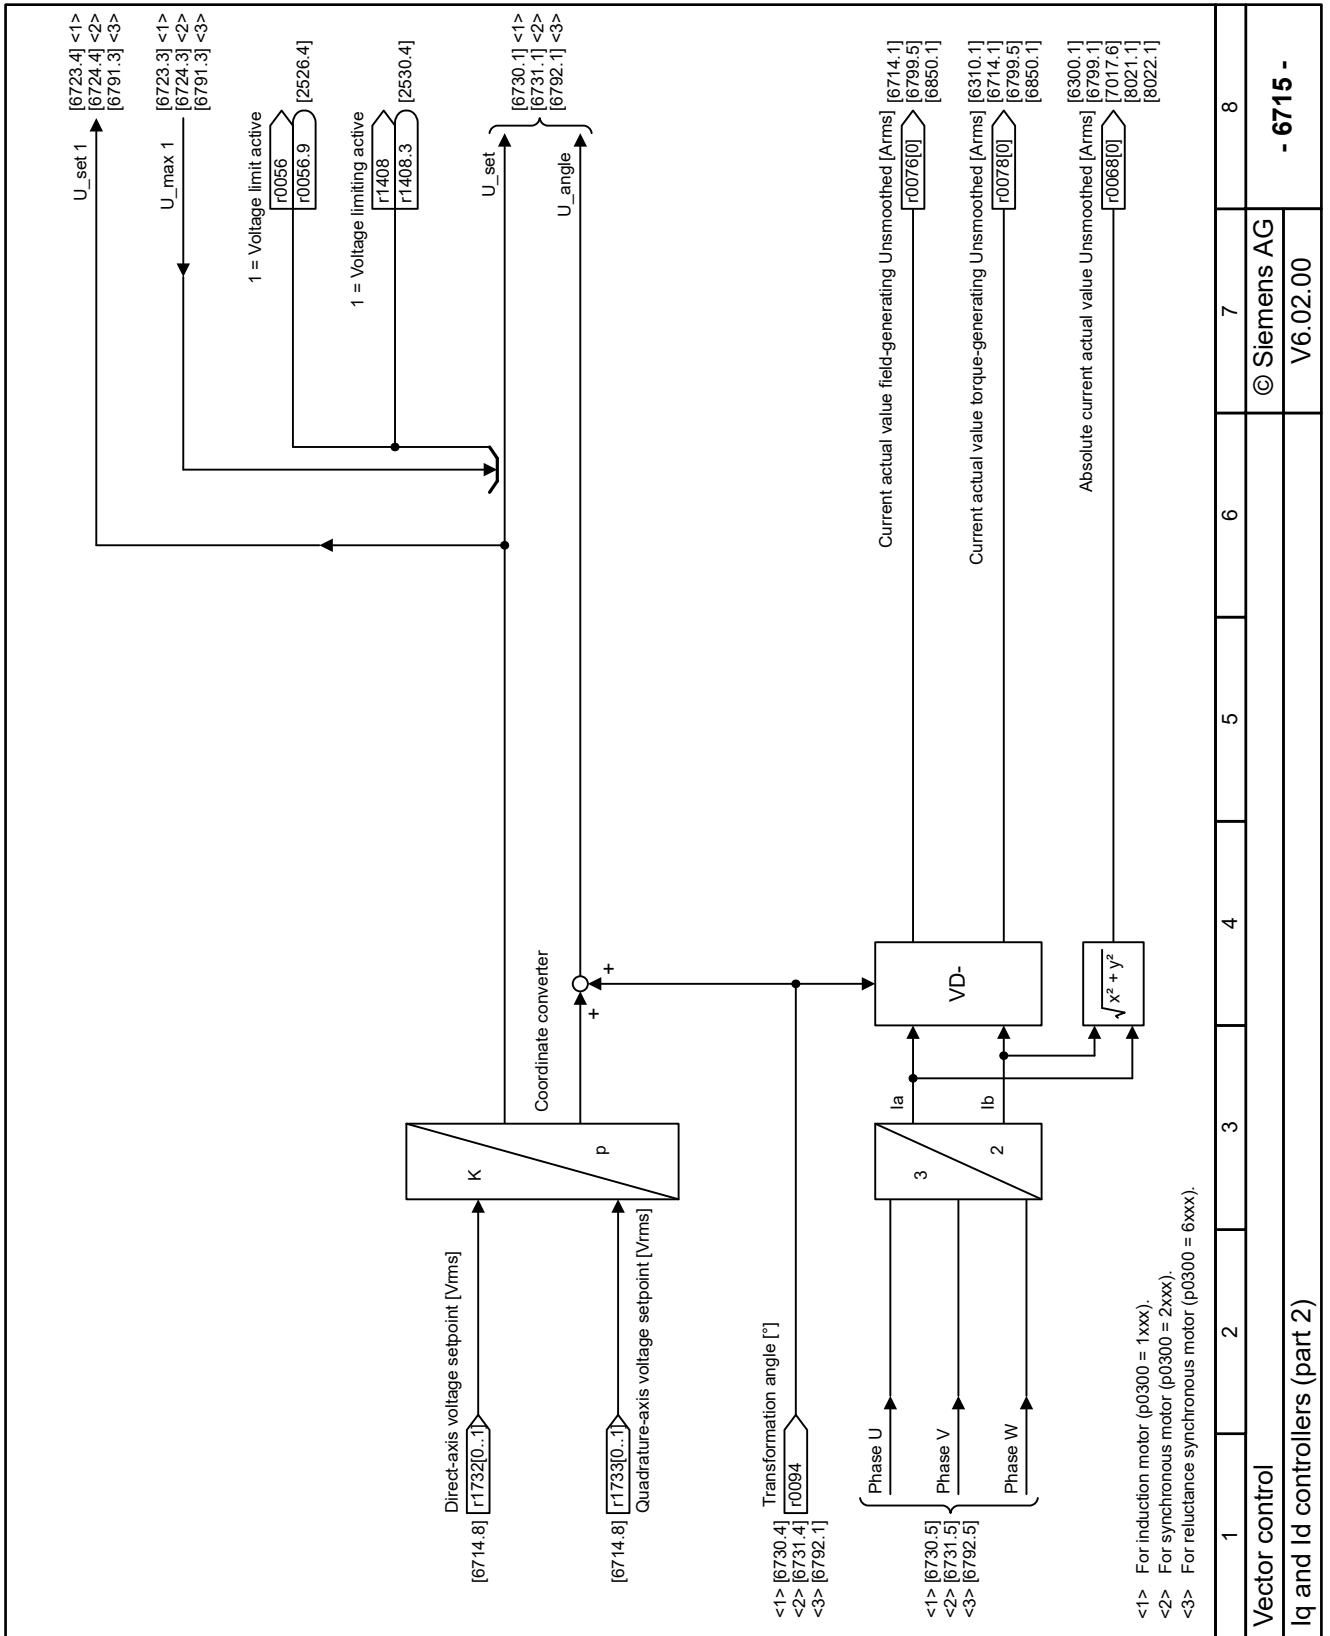 [6723.4] <1>
[6724.4] <2>
[6791.3] <3>
U_set 1
[6723.3] <1>
[6724.3] <2>
[6791.3] <3>
U_max 1
1 = Voltage limit active
r0056
r0056.9
[2526.4]
1 = Voltage limiting active
r1408
r1408.3
[2530.4]
[6714.8]
Direct-axis voltage setpoint [Vrms]
r1732[0..1]
K
p
Coordinate converter
U_set
U_angle
[6730.1] <1>
[6731.1] <2>
[6792.1] <3>
[6714.8]
r1733[0..1]
Quadrature-axis voltage setpoint [Vrms]
+
+
<1> [6730.4]
<2> [6731.4]
<3> [6792.1]
Transformation angle [°]
r0094
<1> [6730.5]
<2> [6731.5]
<3> [6792.5]
Phase U
Phase V
Phase W
3
2
Ia
Ib
VD-
√x² + y²
Current actual value field-generating Unsmoothed [Arms]
r0076[0]
[6714.1]
[6799.5]
[6850.1]
Current actual value torque-generating Unsmoothed [Arms]
r0078[0]
[6310.1]
[6714.1]
[6799.5]
[6850.1]
Absolute current actual value Unsmoothed [Arms]
r0068[0]
[6300.1]
[6799.1]
[7017.6]
[8021.1]
[8022.1]
<1> For induction motor (p0300 = 1xxx).
<2> For synchronous motor (p0300 = 2xxx).
<3> For reluctance synchronous motor (p0300 = 6xxx).
1 2 3 4 5 6 7 8
Vector control
© Siemens AG
- 6715 -
Iq and Id controllers (part 2)
V6.02.00